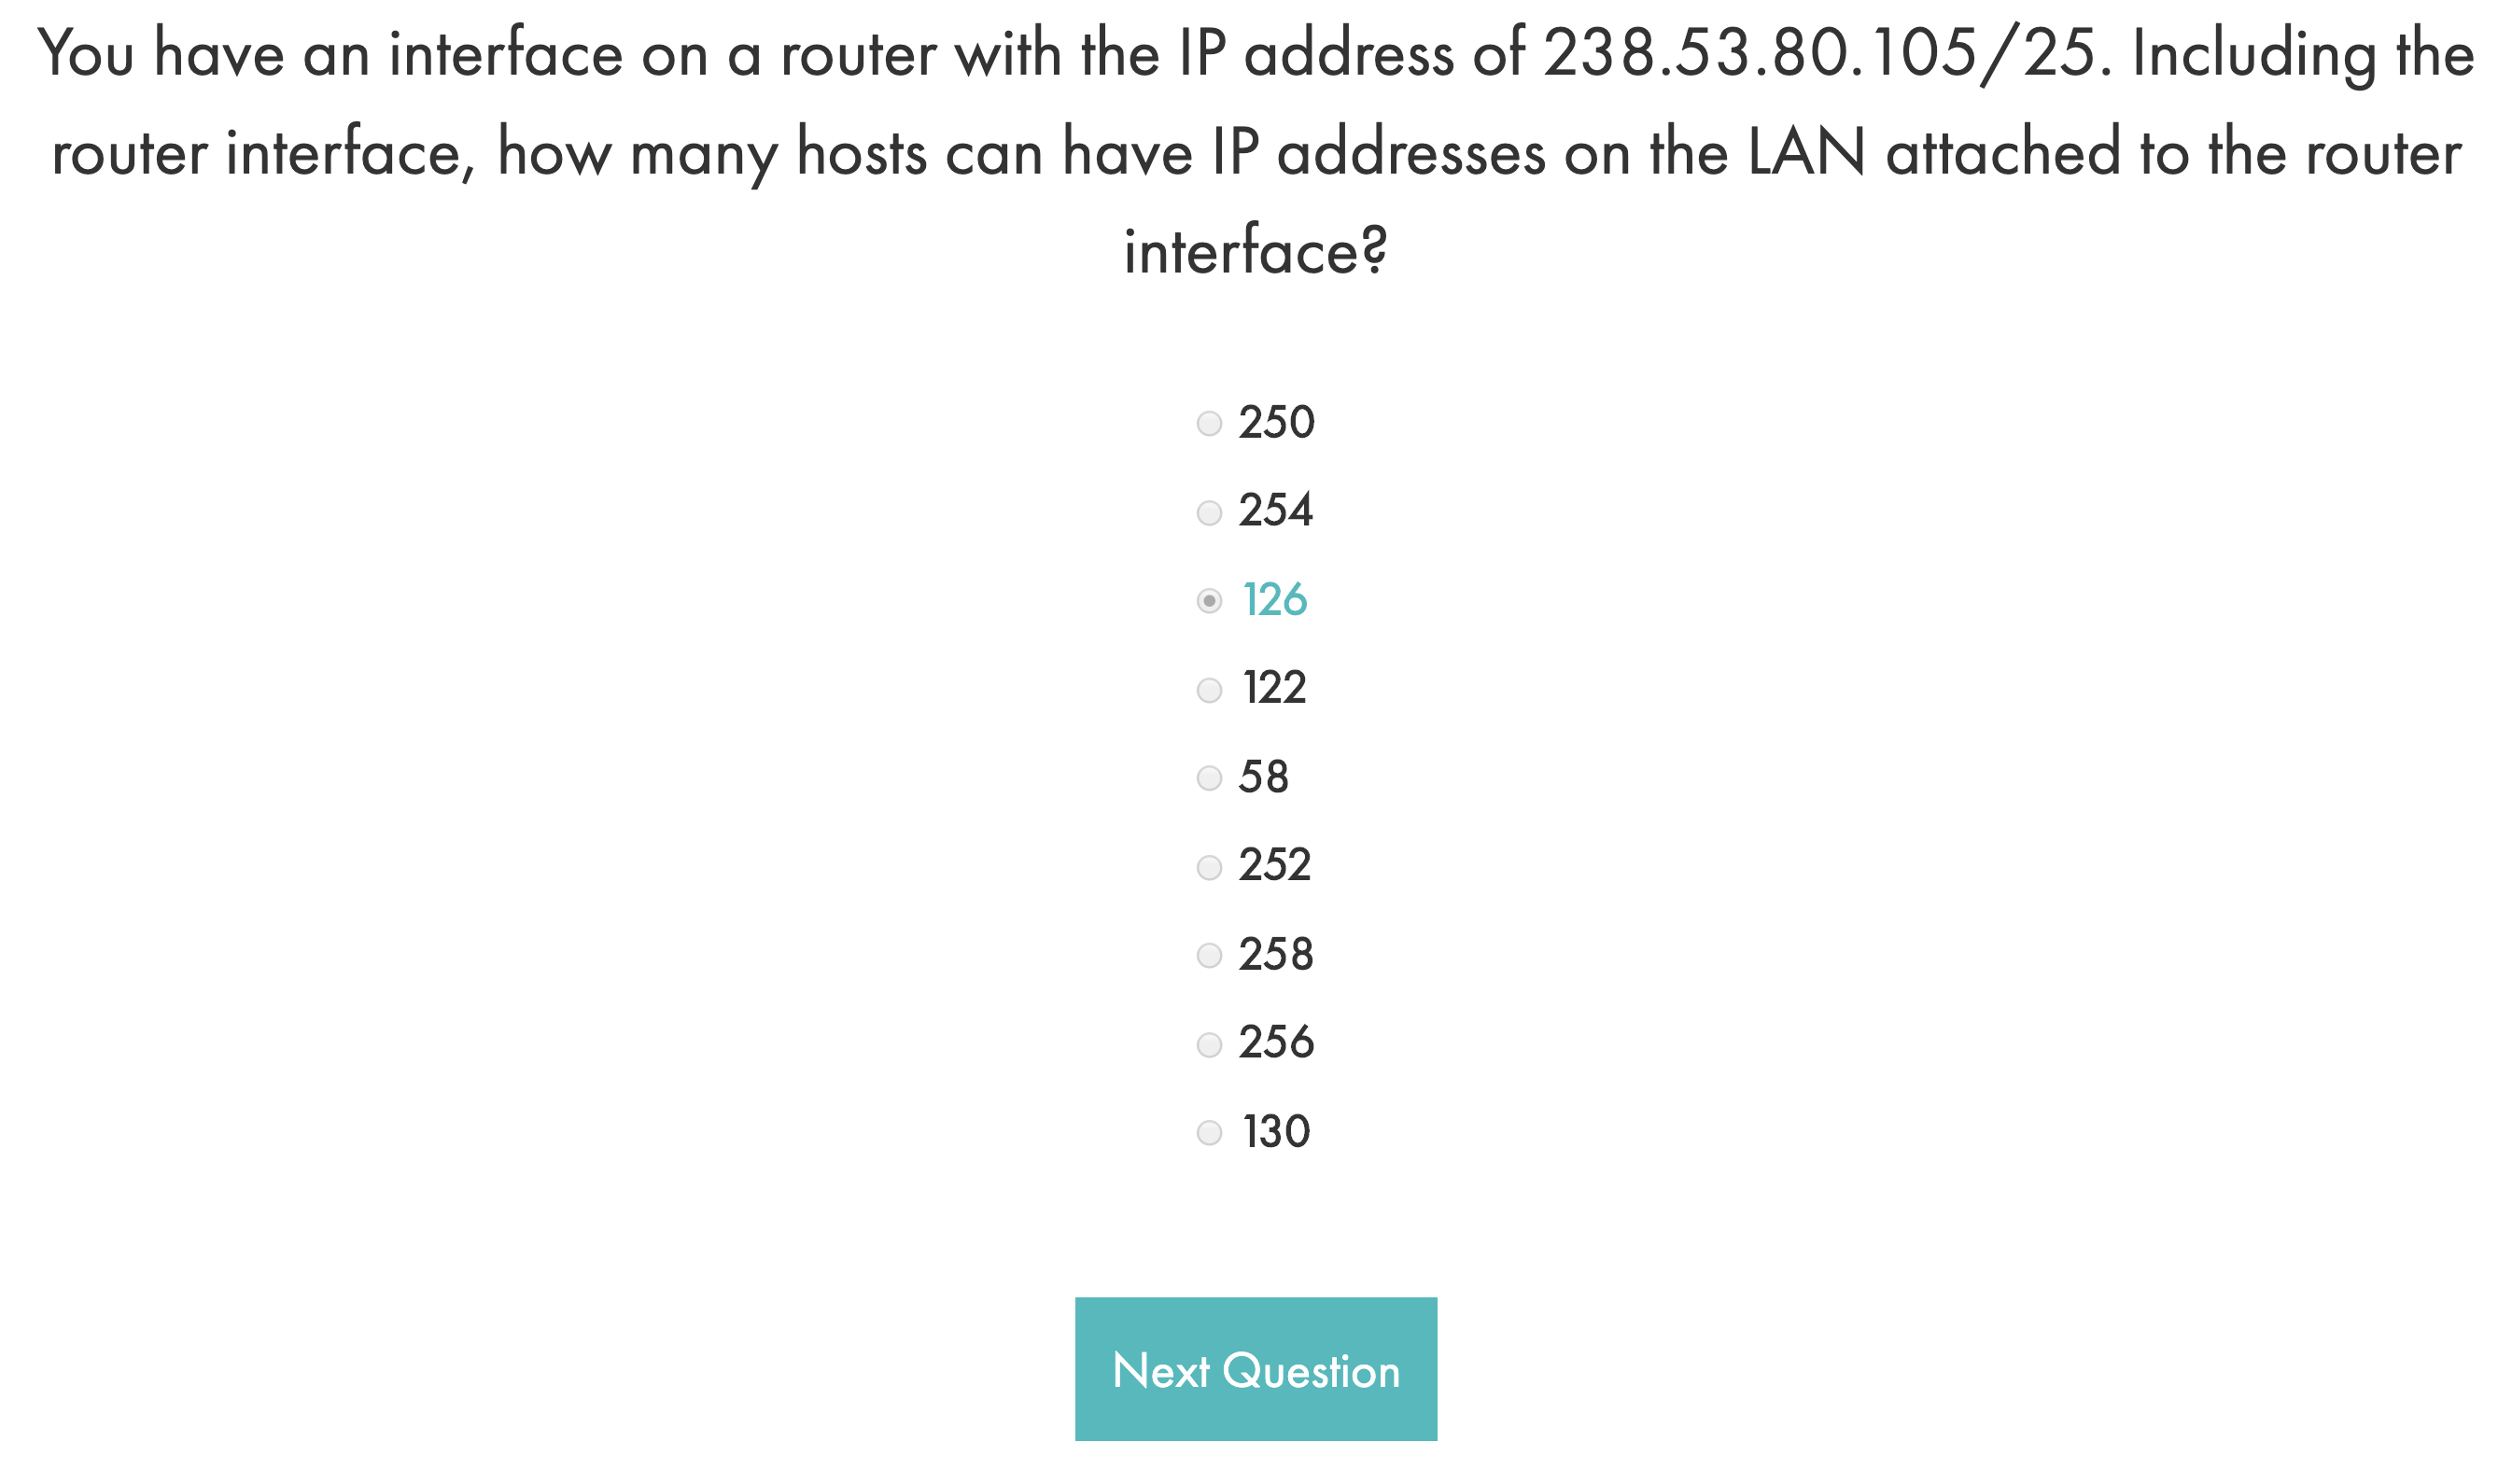 You have an interface on a router with the IP address of 238.53.80.105/25. Including the
router interface, how many hosts can have IP addresses on the LAN attached to the router
interface?
250
254
126
122
58
252
258
256
130
Next Question